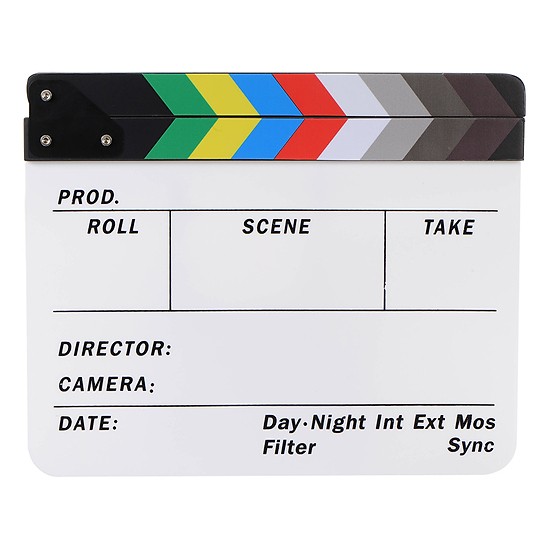 PROD.
ROLL SCENE TAKE
DIRECTOR:
CAMERA:
DATE: Day·Night Int Ext Mos
Filter Sync